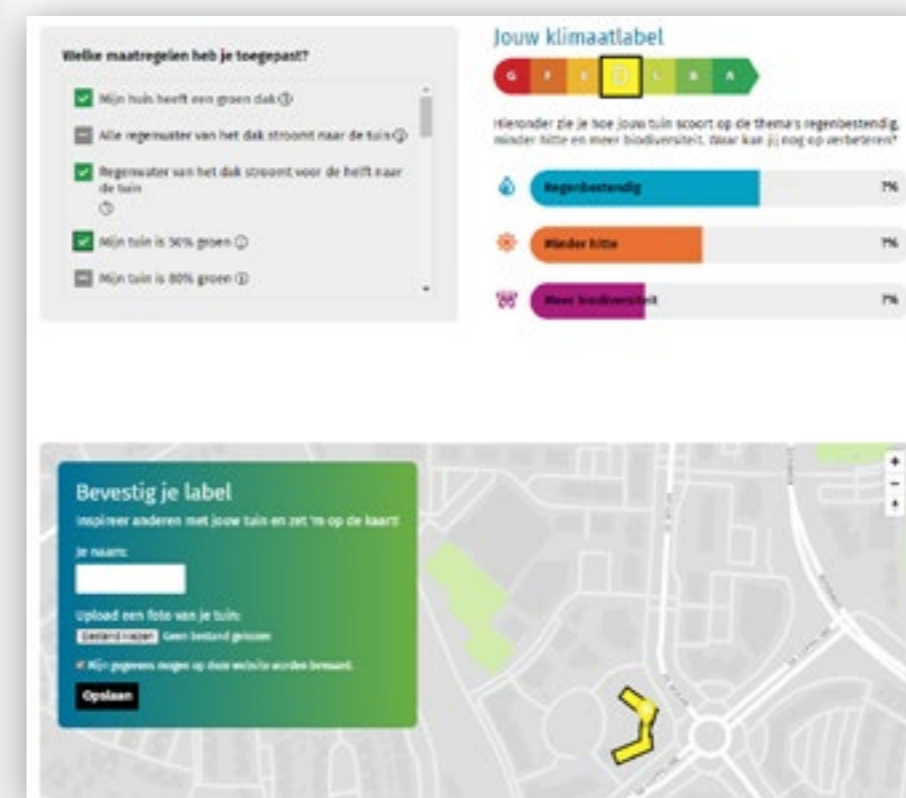 Welke maatregelen heb je toegepast?
Mijn huis heeft een groen dak
Alle regenwater van het dak stroomt naar de tuin
Regenwater van het dak stroomt voor de helft naar
de tuin
Mijn tuin is 50% groen
Mijn tuin is 80% groen
Jouw klimaatlabel
G F E D C B A
Hieronder zie je hoe jouw tuin scoort op de thema's regenbestendig,
minder hitte en meer biodiversiteit. Waar kan jij nog op verbeteren?
Regenbestendig ?%
Minder hitte ?%
Meer biodiversiteit ?%
Bevestig je label
Inspireer anderen met jouw tuin en zet 'm op de kaart!
Je naam:
Upload een foto van je tuin:
Bestand kiezen Geen bestand gekozen
Mijn gegevens mogen op deze website worden bewaard.
Opslaan
+
−